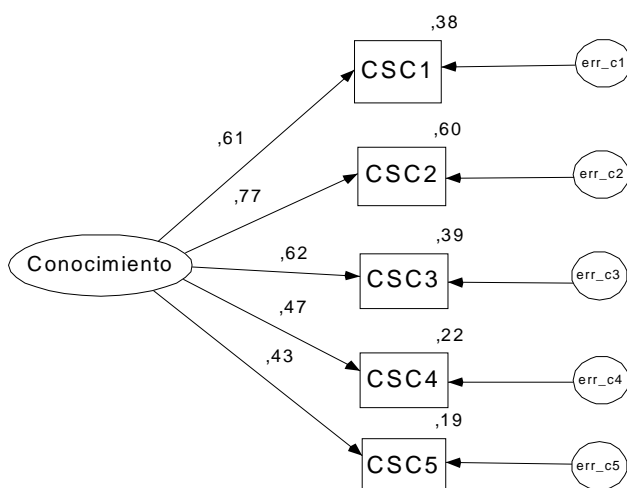 ,38
CSC1
err_c1
,61
,60
CSC2
err_c2
,77
,39
Conocimiento
,62
CSC3
err_c3
,47
,22
CSC4
err_c4
,43
,19
CSC5
err_c5